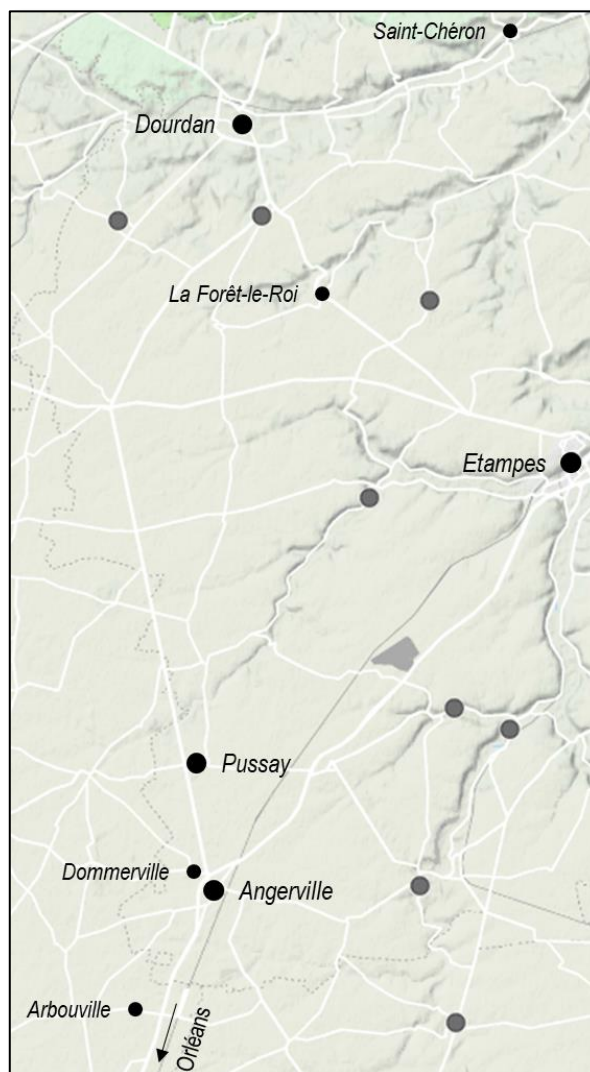 Saint-Chéron
Dourdan
La Forêt-le-Roi
Etampes
Pussay
Dommerville
Angerville
Arbouville
Orléans